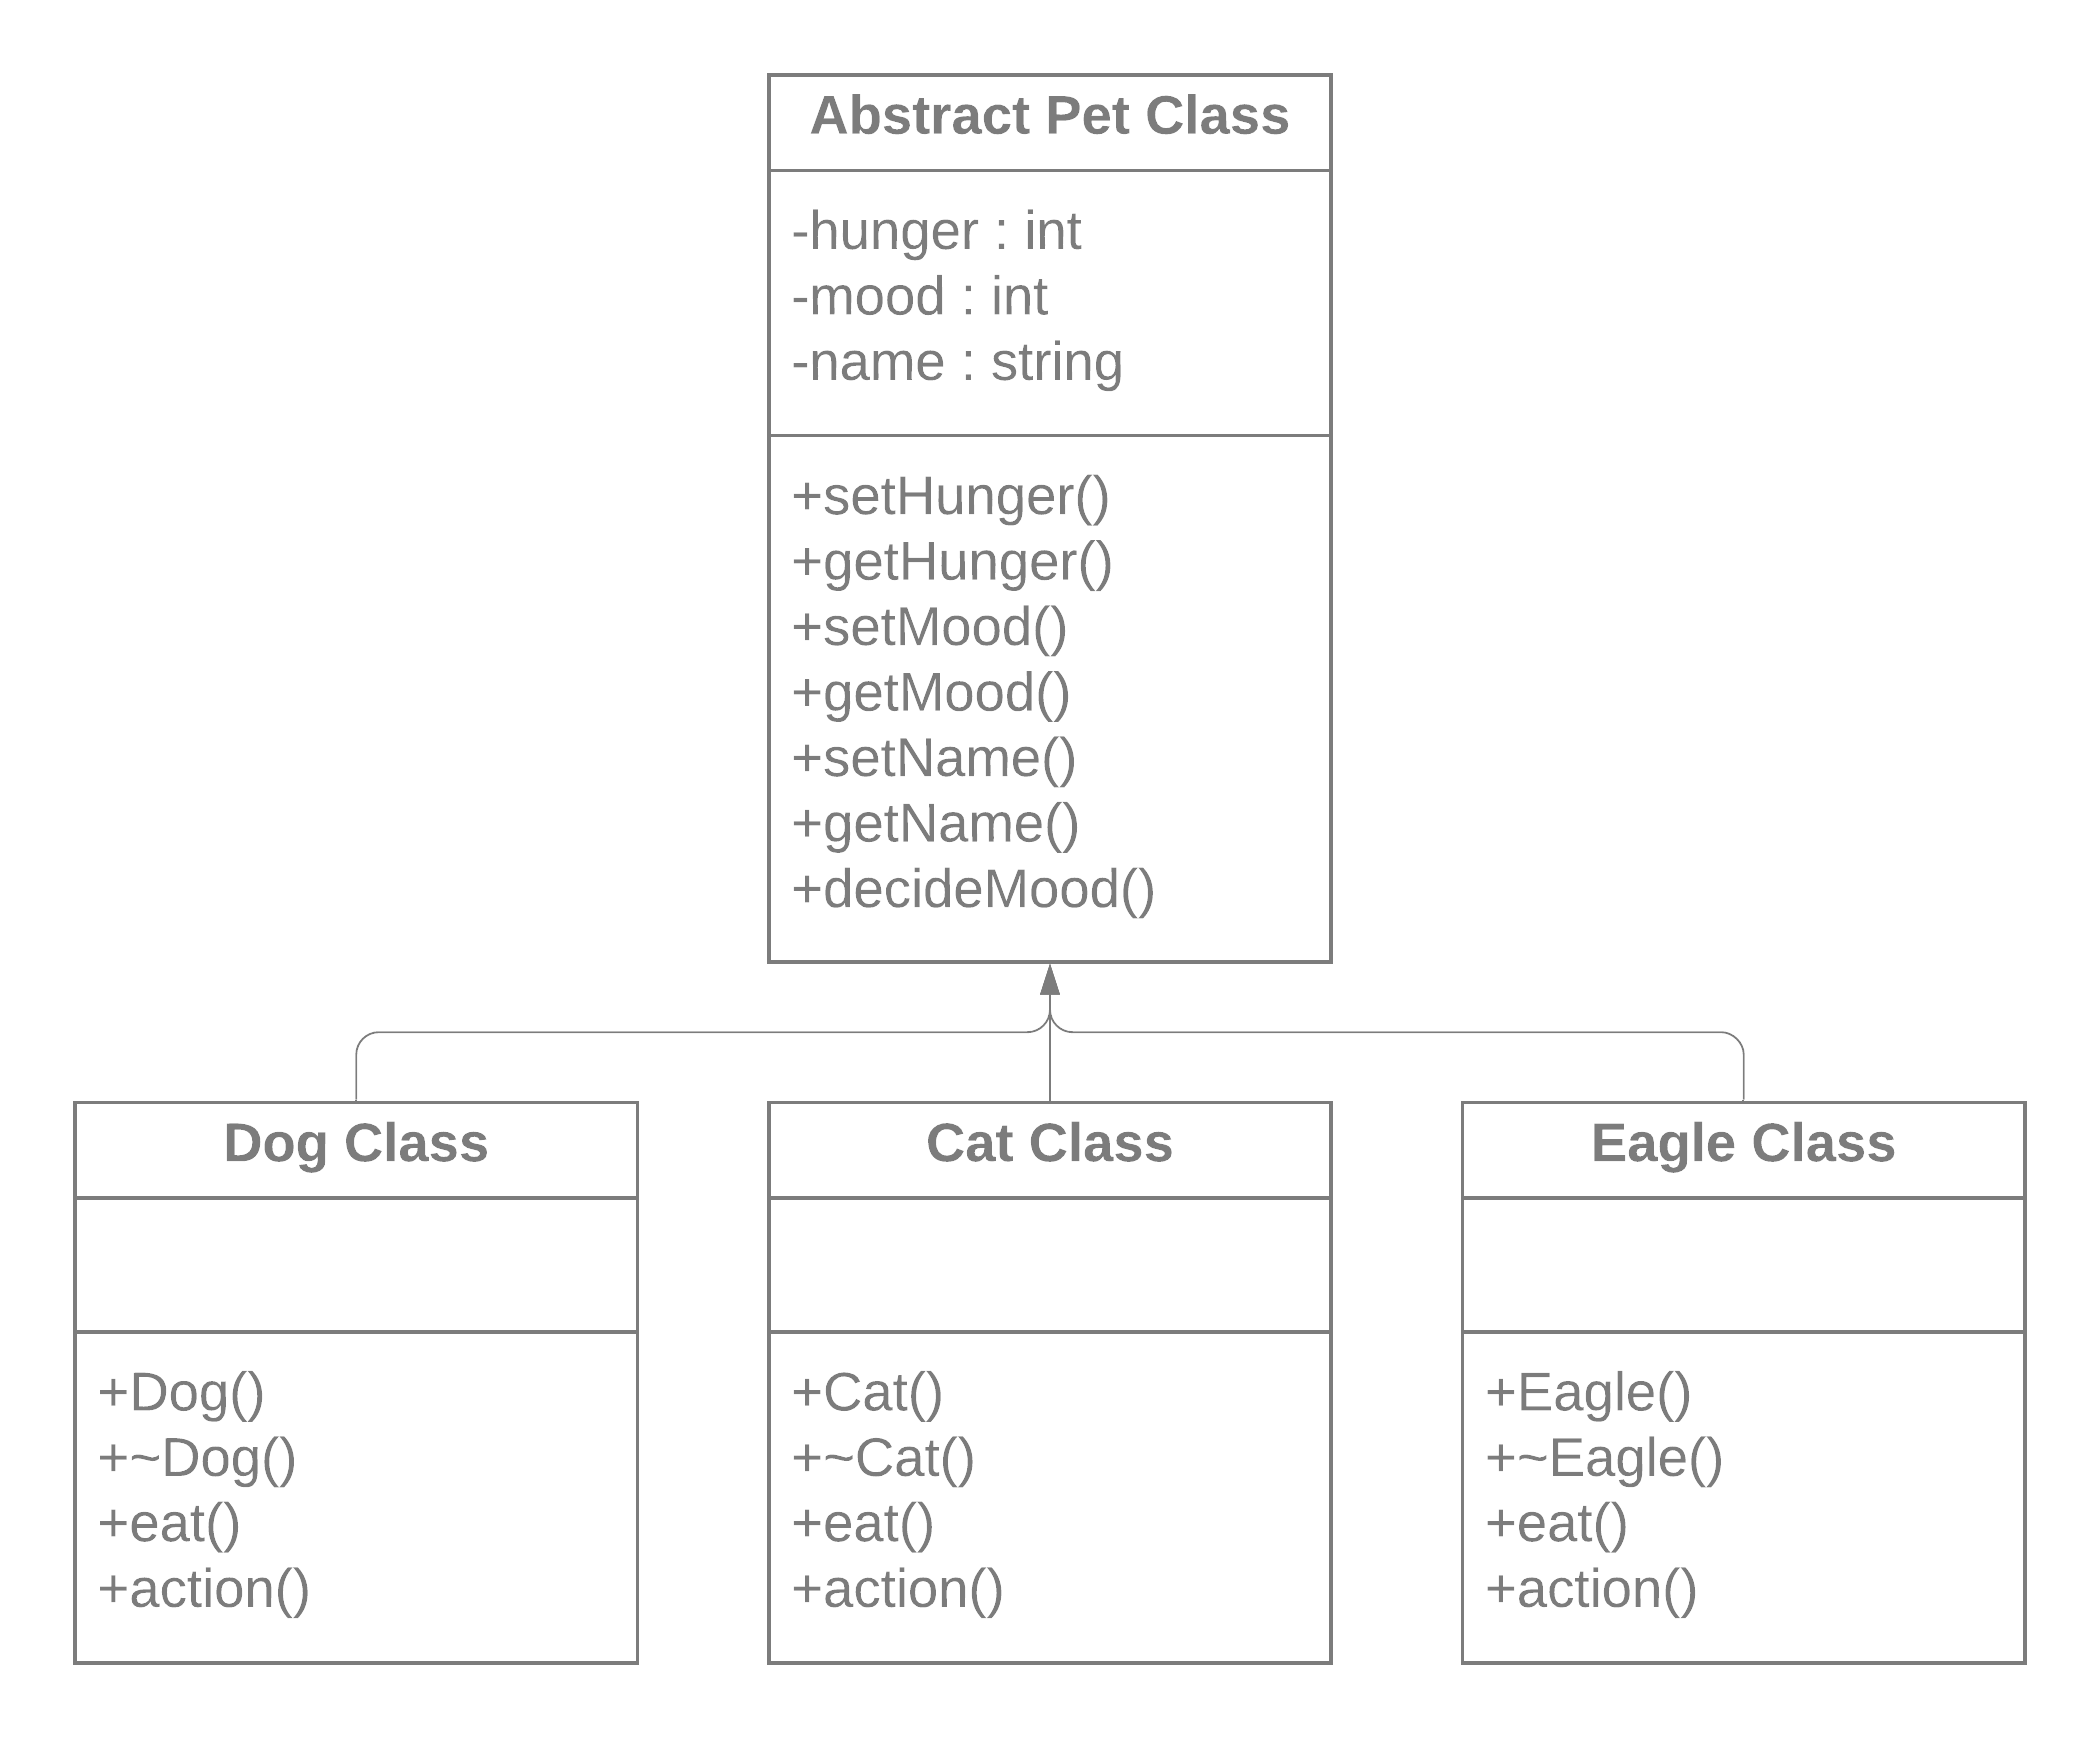 Abstract Pet Class
-hunger : int
-mood : int
-name : string
+setHunger()
+getHunger()
+setMood()
+getMood()
+setName()
+getName()
+decideMood()
Dog Class
+Dog()
+~Dog()
+eat()
+action()
Cat Class
+Cat()
+~Cat()
+eat()
+action()
Eagle Class
+Eagle()
+~Eagle()
+eat()
+action()